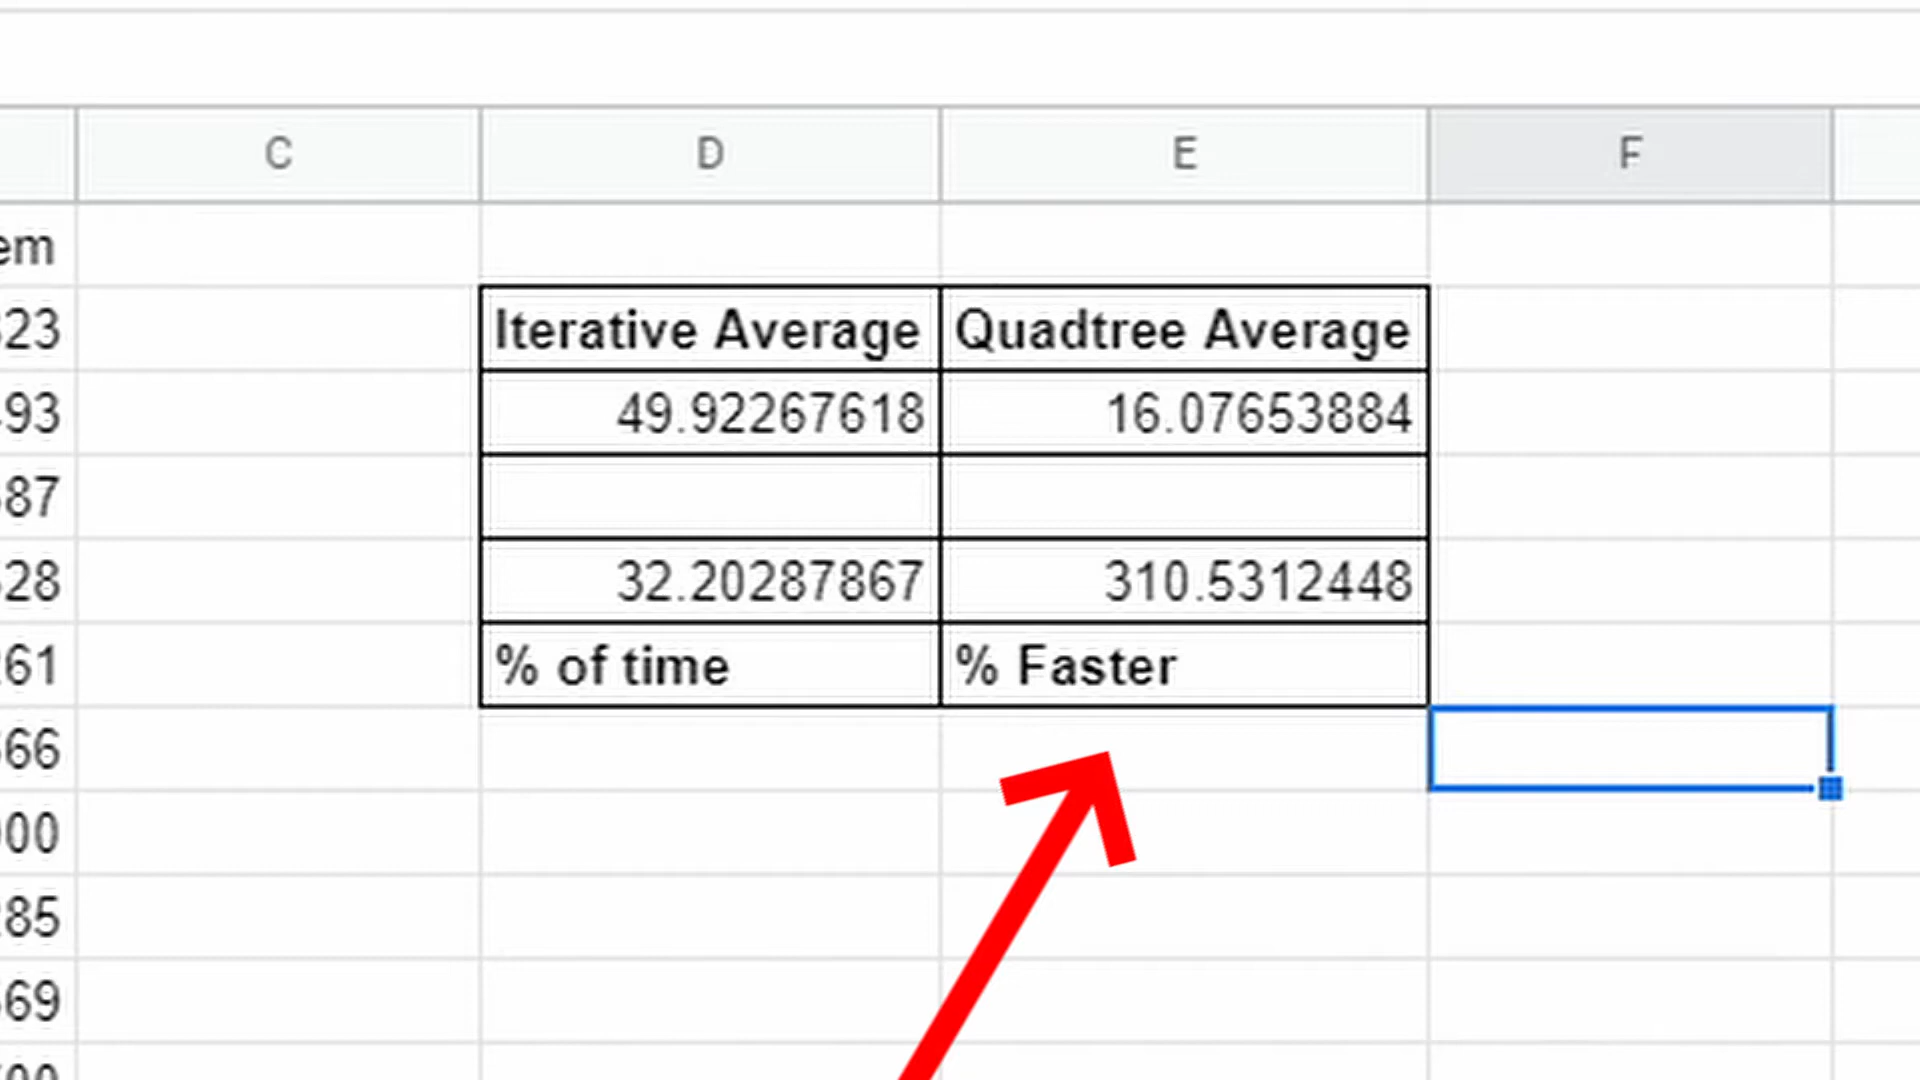 C D E F
em
23
93 Iterative Average Quadtree Average
49.92267618 16.07653884
87
28 32.20287867 310.5312448
61 % of time % Faster
66
00
85
69